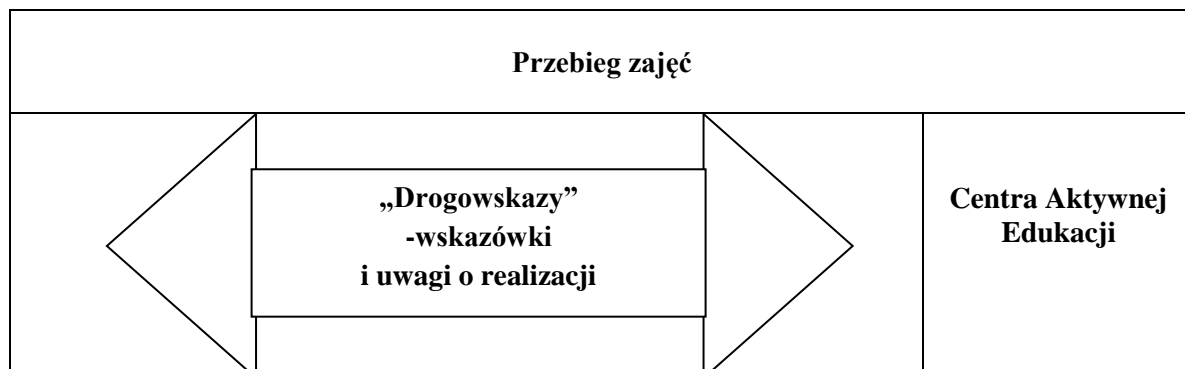 Przebieg zajęć
„Drogowskazy”
-wskazówki
i uwagi o realizacji
Centra Aktywnej
Edukacji